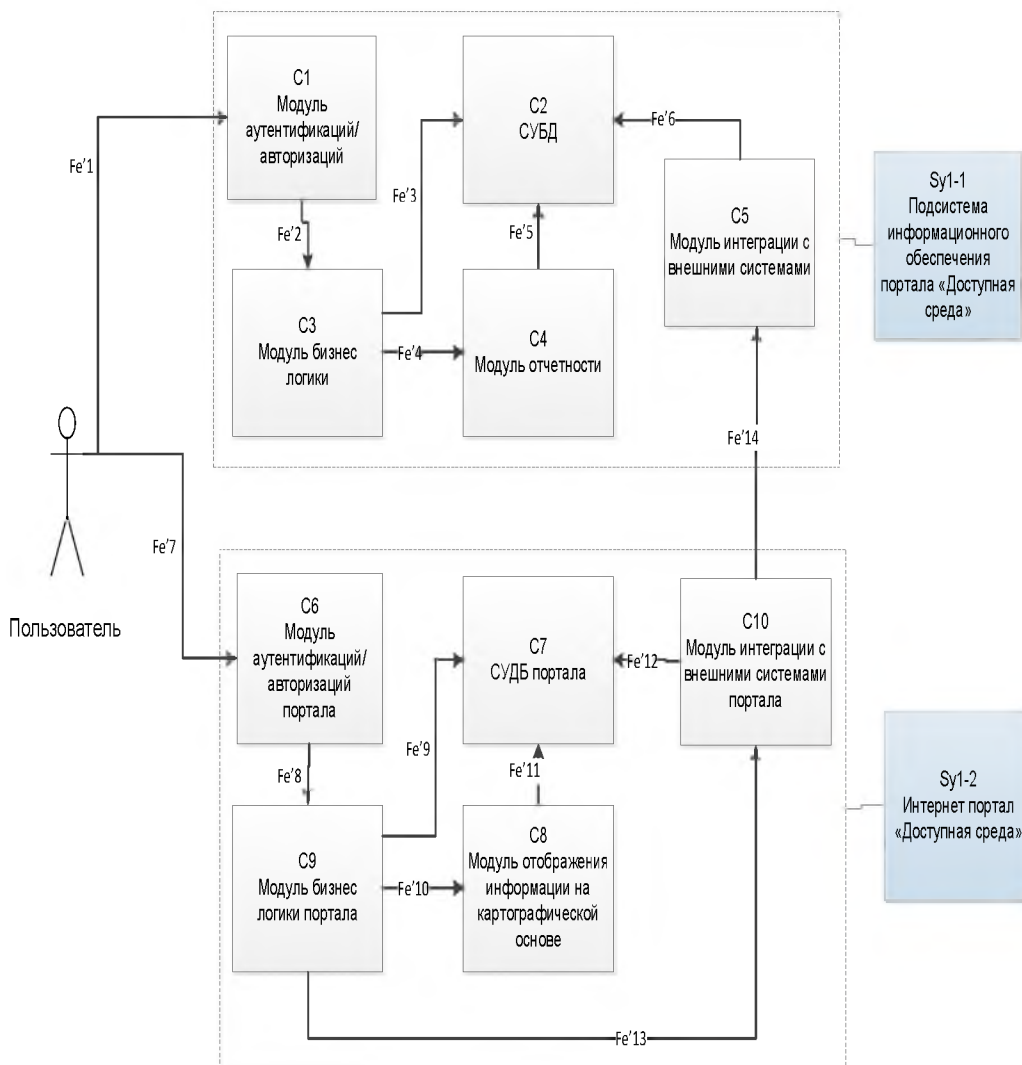 C1
Модуль
аутентификаций/
авторизаций
C2
СУБД
Fe'6
Fe'1
Fe'3
Sy1-1
Подсистема
информационного
обеспечения
портала «Доступная
среда»
C5
Модуль интеграции с
внешними системами
Fe'2
Fe'5
C3
Модуль бизнес
логики
Fe'4
C4
Модуль отчетности
Fe'14
Fe'7
Пользователь
C6
Модуль
аутентификаций/
авторизаций
портала
C7
СУДБ портала
Fe'12
C10
Модуль интеграции с
внешними системами
портала
Fe'9
Fe'8
Fe'11
Sy1-2
Интернет портал
«Доступная среда»
C9
Модуль бизнес
логики портала
Fe'10
C8
Модуль отображения
информации на
картографической
основе
Fe'13